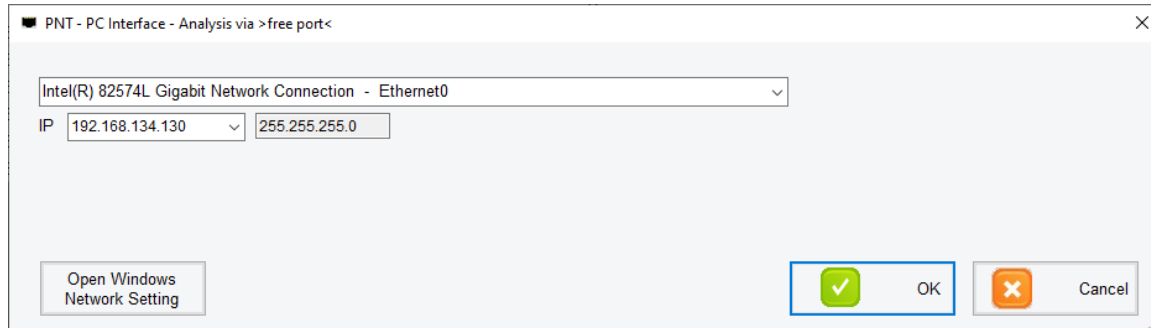 PNT - PC Interface - Analysis via >free port<
Intel(R) 82574L Gigabit Network Connection - Ethernet0
IP 192.168.134.130 255.255.255.0
Open Windows
Network Setting
OK
Cancel